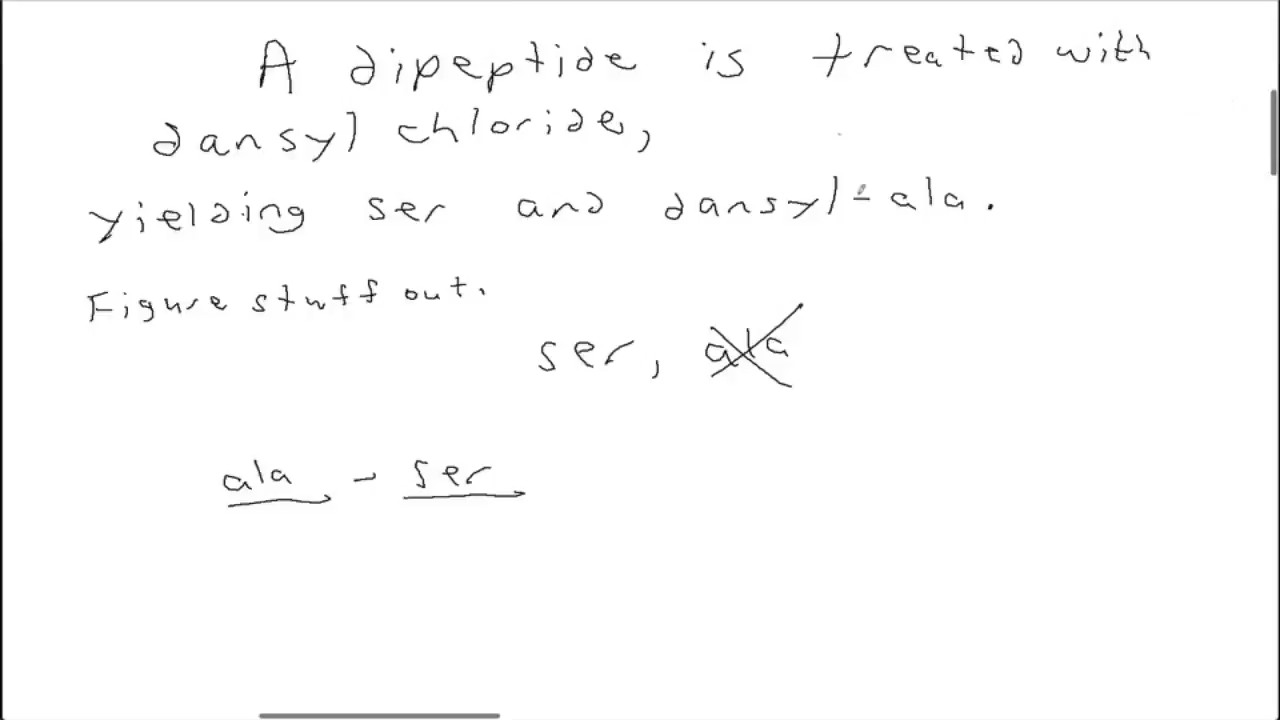 A dipeptide is treated with
dansyl chloride,
yielding ser and dansyl-ala.
Figure stuff out.
ser, ala
ala - ser